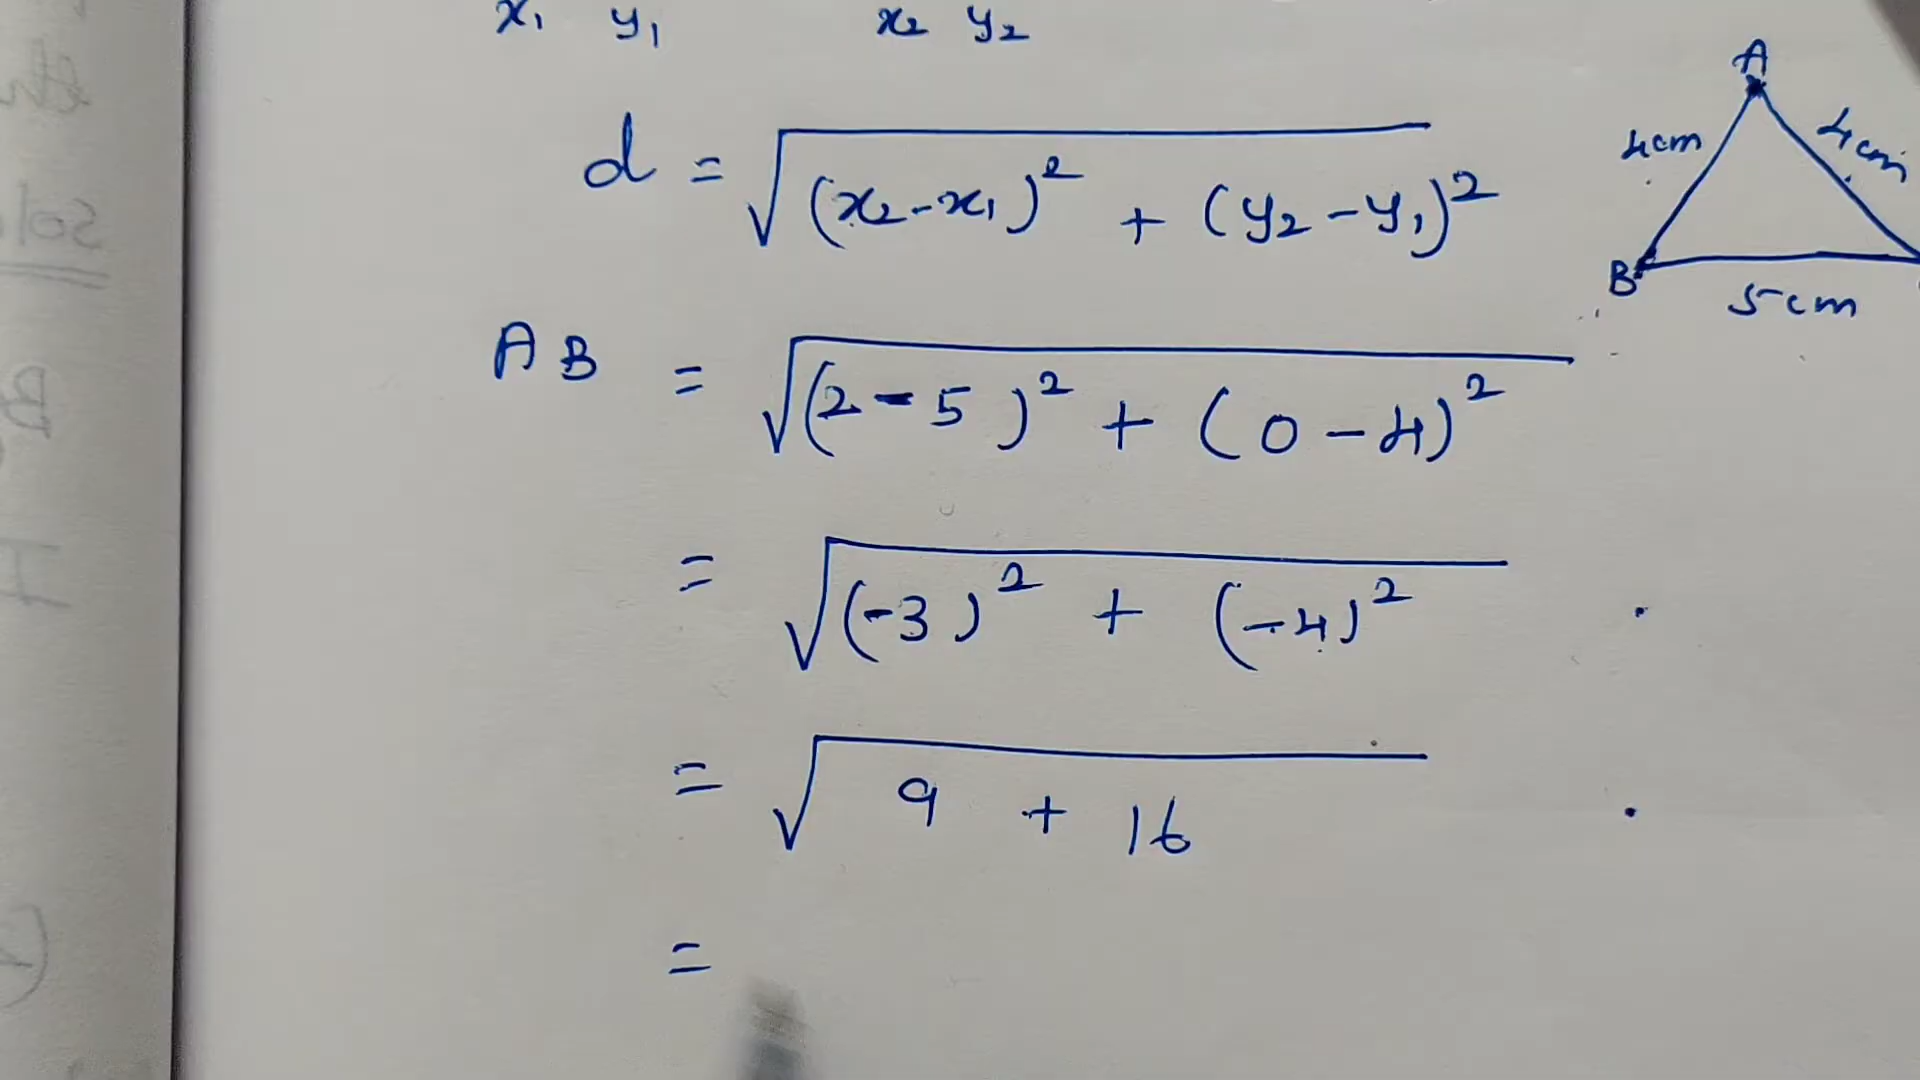 x₁ y₁ x₂ y₂
A
4cm 4cm
B
5cm
d = √(x₂-x₁)² + (y₂-y₁)²
AB = √(2-5)² + (0-4)²
= √(-3)² + (-4)²
= √9 + 16
=